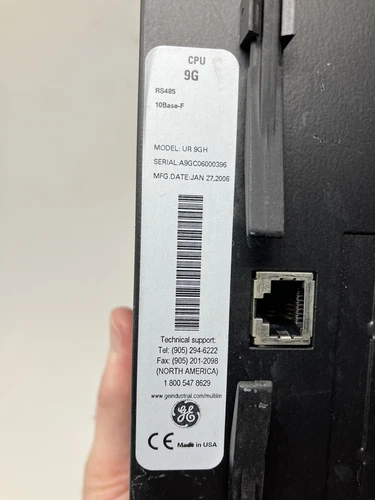 CPU
9G
RS485
10Base-F
MODEL: UR 9GH
SERIAL:A9GC06000396
MFG.DATE:JAN 27,2006
Technical support:
Tel: (905) 294-6222
Fax: (905) 201-2098
(NORTH AMERICA)
1 800 547 8629
www.geindustrial.com/multilin
GE
CE Made in USA